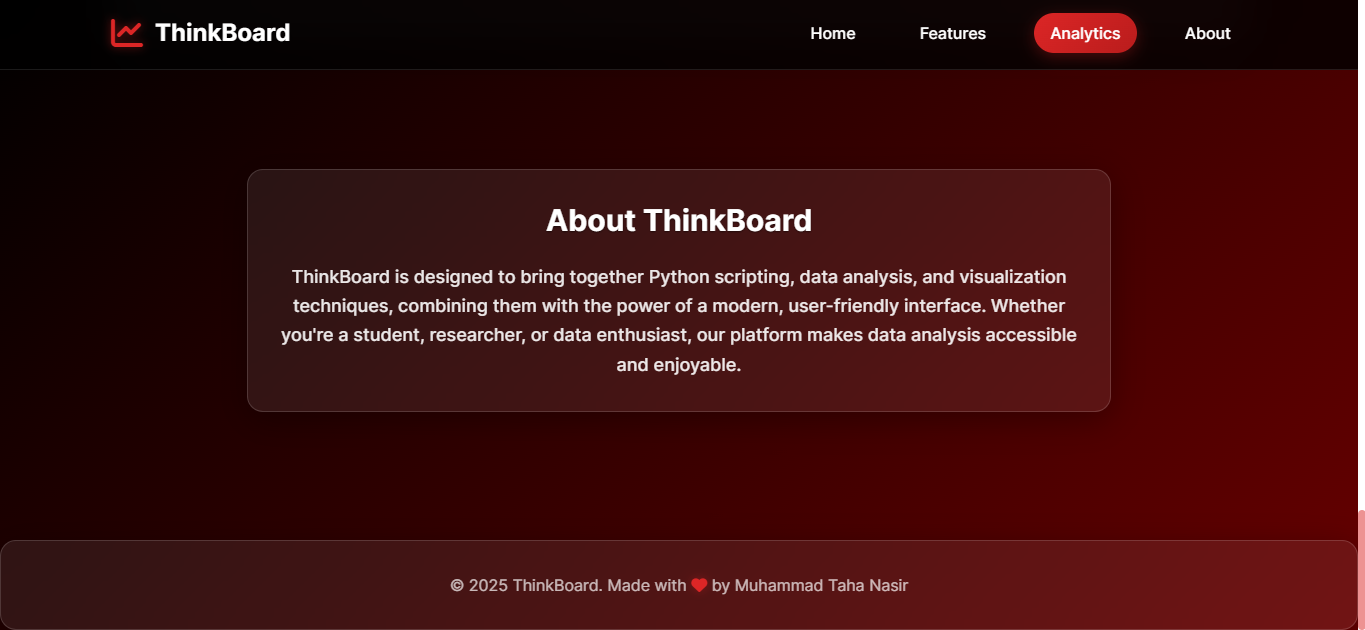 ThinkBoard
Home Features Analytics About
About ThinkBoard
ThinkBoard is designed to bring together Python scripting, data analysis, and visualization
techniques, combining them with the power of a modern, user-friendly interface. Whether
you're a student, researcher, or data enthusiast, our platform makes data analysis accessible
and enjoyable.
© 2025 ThinkBoard. Made with ❤ by Muhammad Taha Nasir